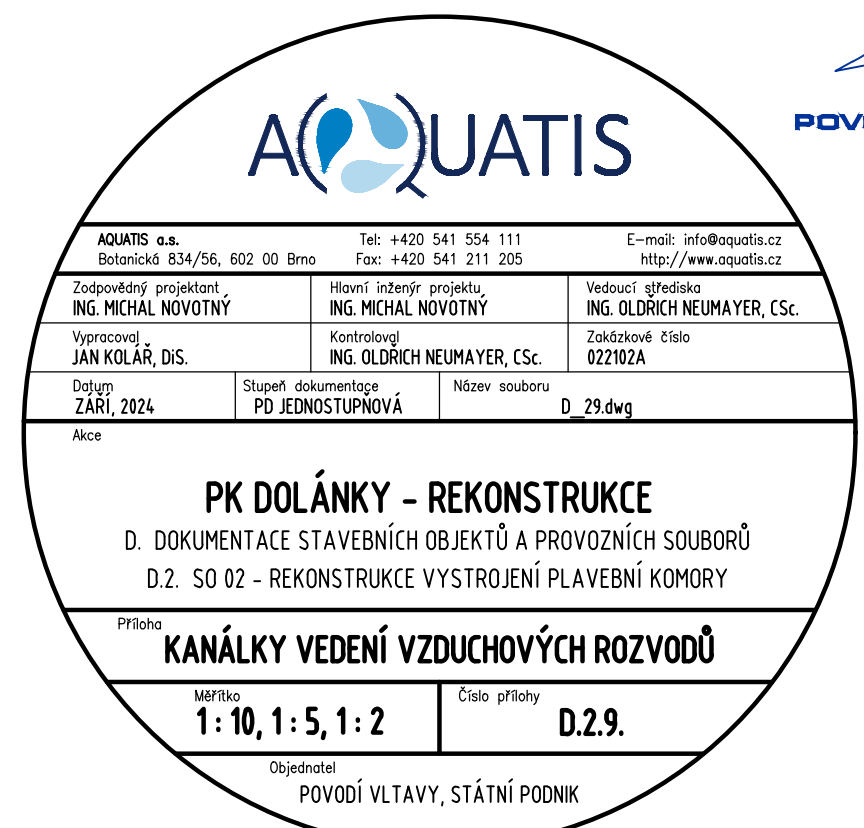 AQUATIS
POV
AQUATIS a.s.
Botanická 834/56, 602 00 Brno
Tel: +420 541 554 111
Fax: +420 541 211 205
E-mail: info@aquatis.cz
http://www.aquatis.cz
Zodpovědný projektant
ING. MICHAL NOVOTNÝ
Hlavní inženýr projektu
ING. MICHAL NOVOTNÝ
Vedoucí střediska
ING. OLDŘICH NEUMAYER, CSc.
Vypracoval
JAN KOLÁŘ, DiS.
Kontroloval
ING. OLDŘICH NEUMAYER, CSc.
Zakázkové číslo
022102A
Datum
ZÁŘÍ, 2024
Stupeň dokumentace
PD JEDNOSTUPŇOVÁ
Název souboru
D_29.dwg
Akce
PK DOLÁNKY - REKONSTRUKCE
D. DOKUMENTACE STAVEBNÍCH OBJEKTŮ A PROVOZNÍCH SOUBORŮ
D.2. SO 02 - REKONSTRUKCE VYSTROJENÍ PLAVEBNÍ KOMORY
Příloha
KANÁLKY VEDENÍ VZDUCHOVÝCH ROZVODŮ
Měřítko
1 : 10, 1 : 5, 1 : 2
Číslo přílohy
D.2.9.
Objednatel
POVODÍ VLTAVY, STÁTNÍ PODNIK